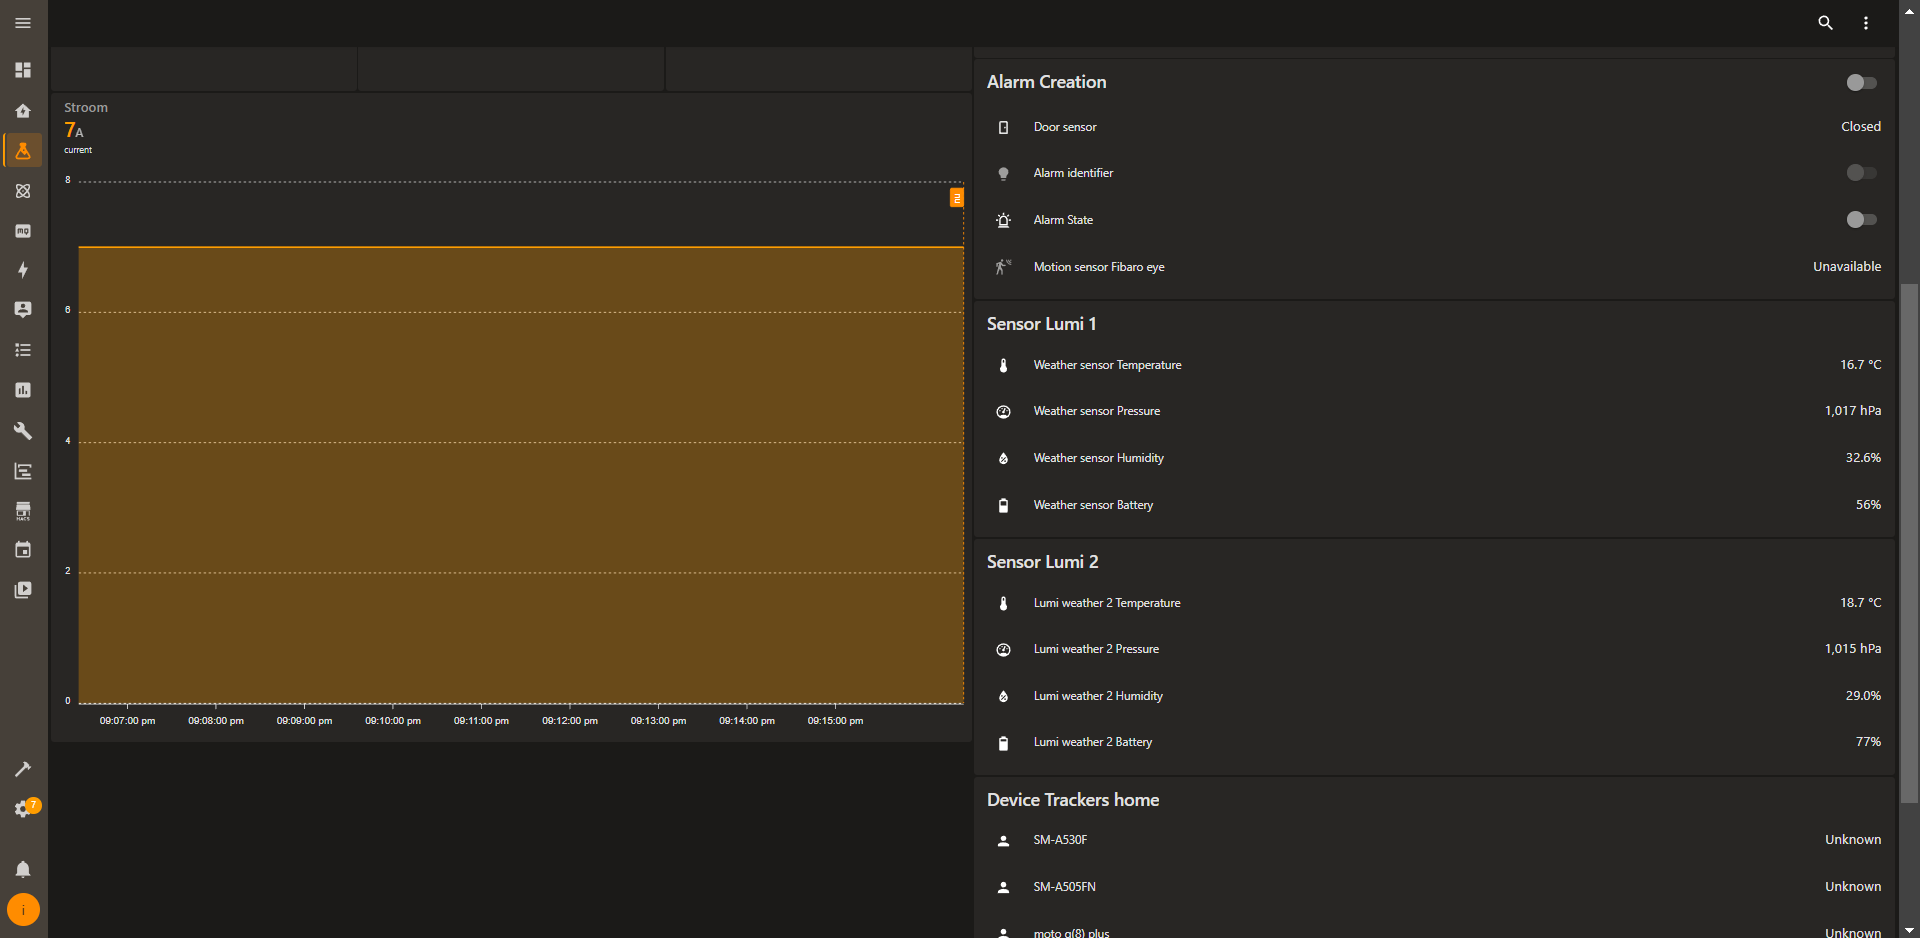 Stroom
7A
current
8
6
4
2
0
09:07:00 pm 09:08:00 pm 09:09:00 pm 09:10:00 pm 09:11:00 pm 09:12:00 pm 09:13:00 pm 09:14:00 pm 09:15:00 pm
MQ
HACS
7
i
Alarm Creation
Door sensor Closed
Alarm identifier
Alarm State
Motion sensor Fibaro eye Unavailable
Sensor Lumi 1
Weather sensor Temperature 16.7 °C
Weather sensor Pressure 1,017 hPa
Weather sensor Humidity 32.6%
Weather sensor Battery 56%
Sensor Lumi 2
Lumi weather 2 Temperature 18.7 °C
Lumi weather 2 Pressure 1,015 hPa
Lumi weather 2 Humidity 29.0%
Lumi weather 2 Battery 77%
Device Trackers home
SM-A530F Unknown
SM-A505FN Unknown
moto g(8) plus Unknown